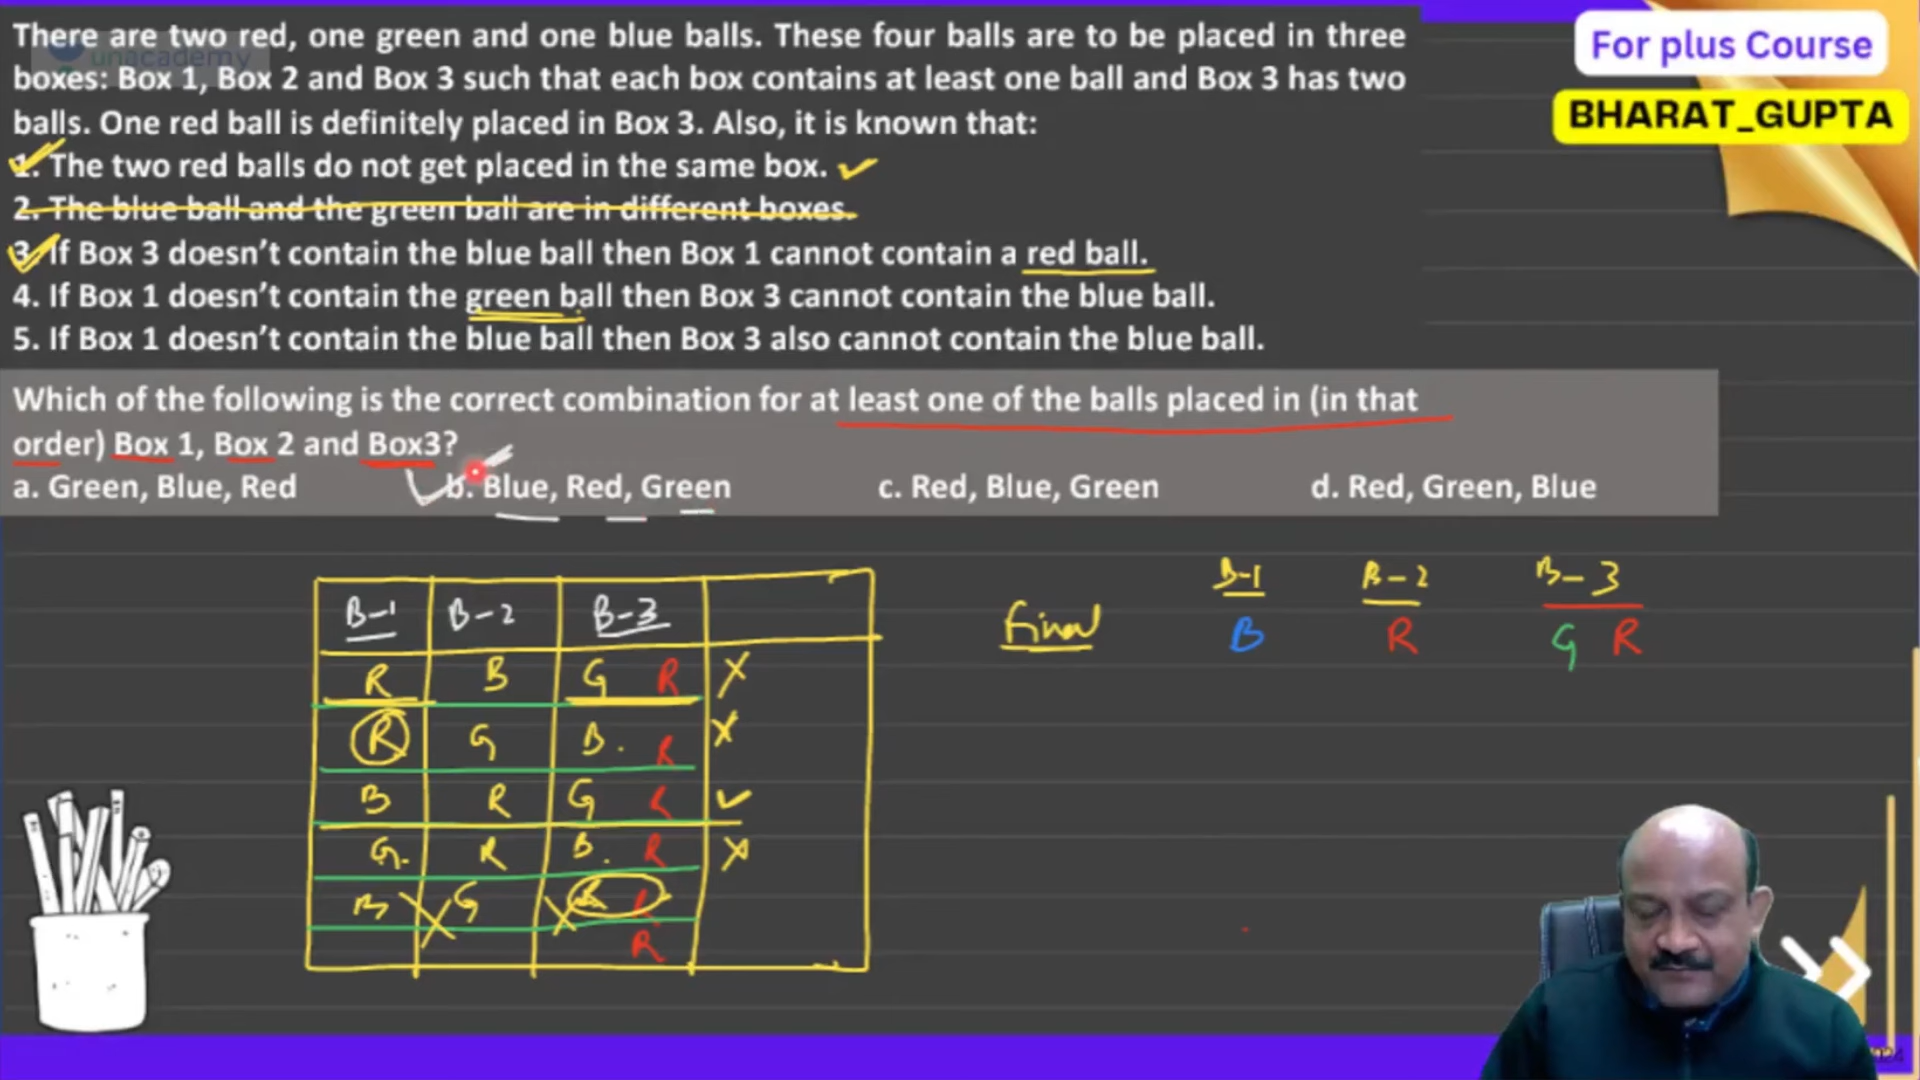 There are two red, one green and one blue balls. These four balls are to be placed in three
boxes: Box 1, Box 2 and Box 3 such that each box contains at least one ball and Box 3 has two
balls. One red ball is definitely placed in Box 3. Also, it is known that:
1. The two red balls do not get placed in the same box.
2. The blue ball and the green ball are in different boxes.
3. If Box 3 doesn't contain the blue ball then Box 1 cannot contain a red ball.
4. If Box 1 doesn't contain the green ball then Box 3 cannot contain the blue ball.
5. If Box 1 doesn't contain the blue ball then Box 3 also cannot contain the blue ball.
unacademy
For plus Course
BHARAT_GUPTA
Which of the following is the correct combination for at least one of the balls placed in (in that
order) Box 1, Box 2 and Box3?
a. Green, Blue, Red b. Blue, Red, Green c. Red, Blue, Green d. Red, Green, Blue
B-1 B-2 B-3
R B G R X
R G B. R X
B R G R ✓
G. R B. R X
B G R R
R
Final
B-1 B-2 B-3
B R G R